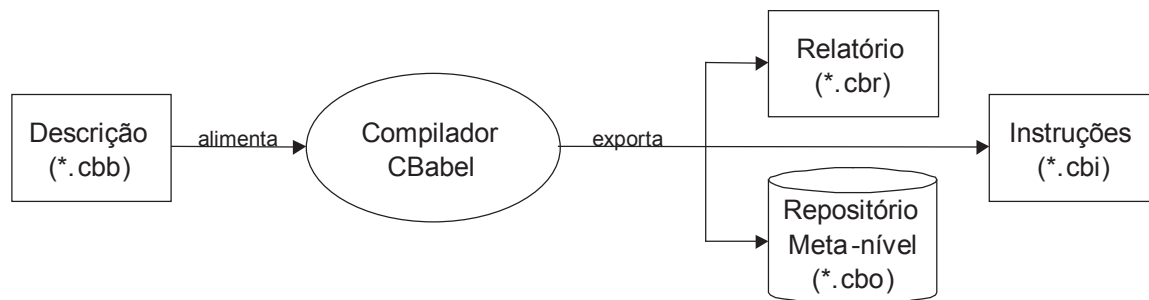 Descrição
(*.cbb)
alimenta
Compilador
CBabel
exporta
Relatório
(*.cbr)
Instruções
(*.cbi)
Repositório
Meta-nível
(*.cbo)